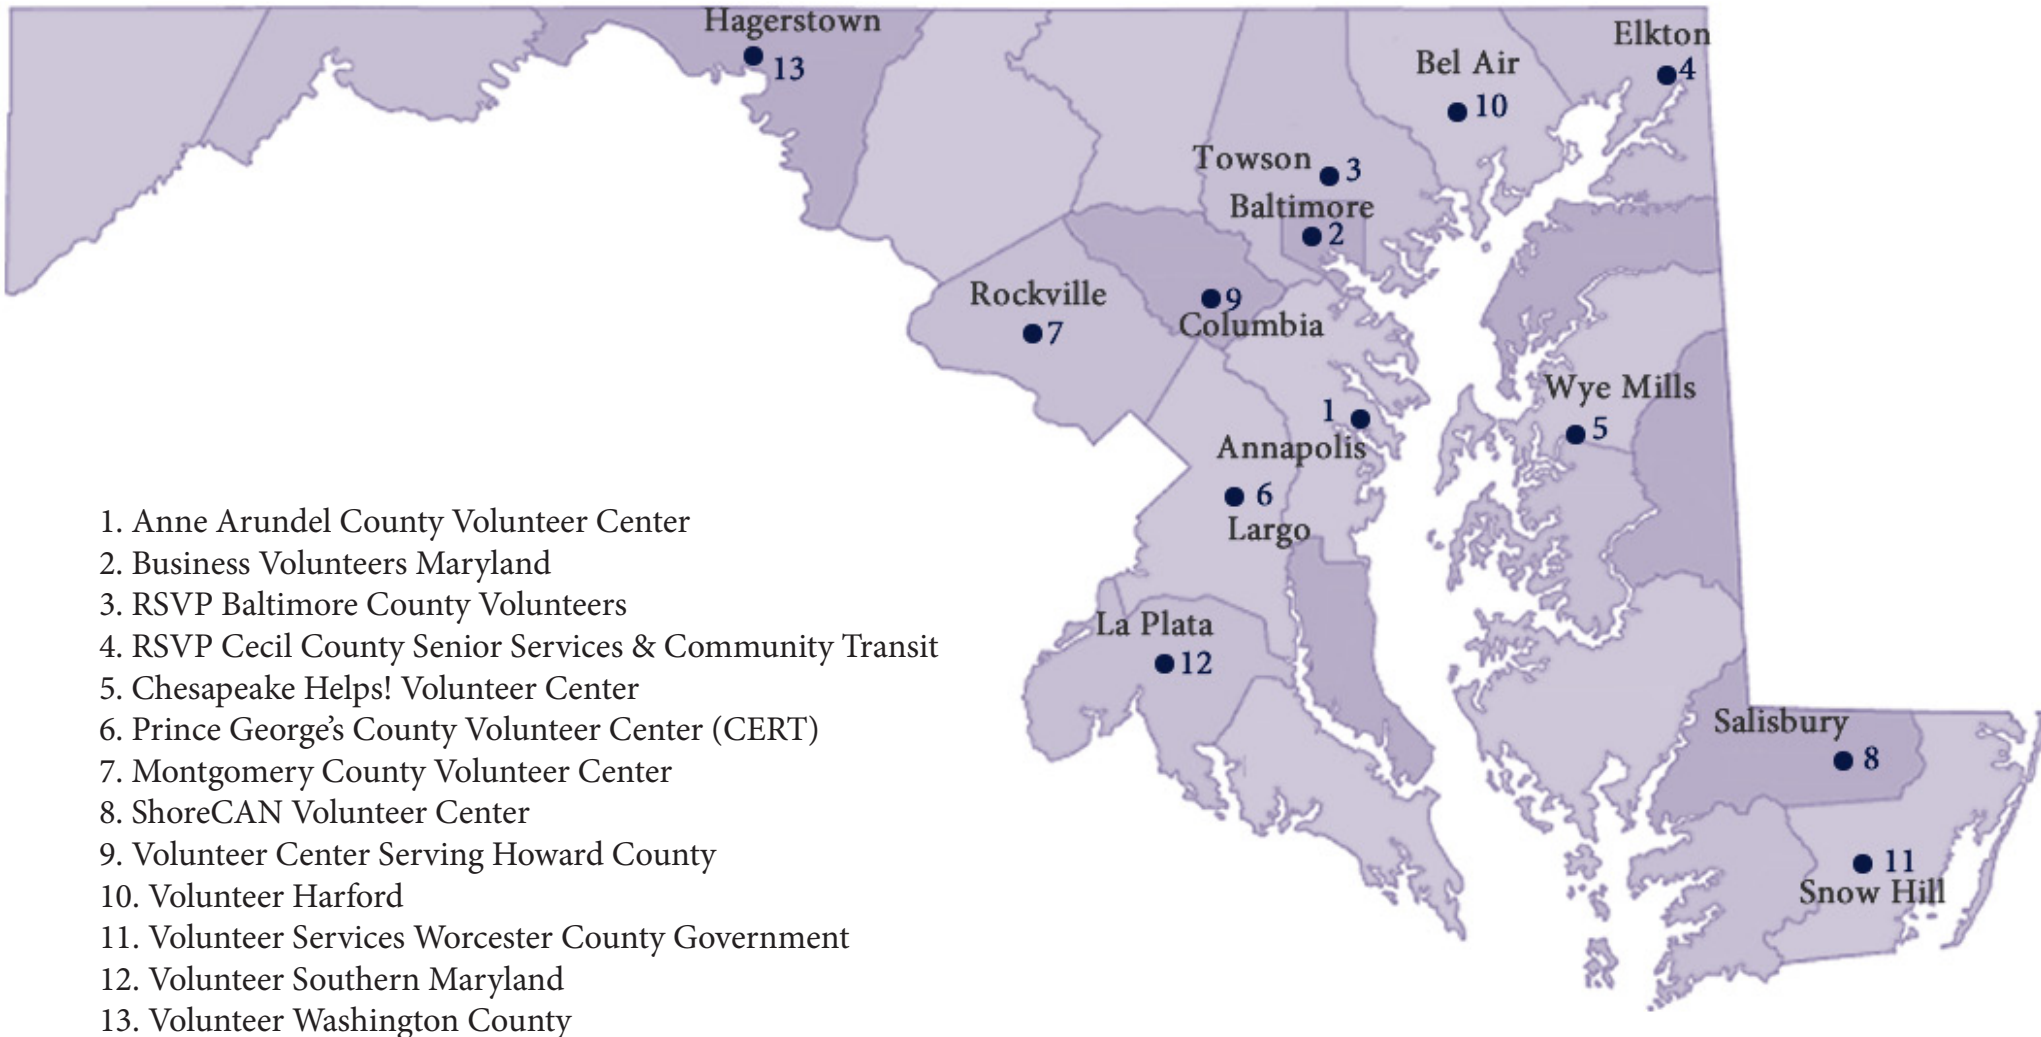 Hagerstown
13
Elkton
4
Bel Air
10
Towson
3
Baltimore
2
Rockville
7
9
Columbia
Wye Mills
5
1
Annapolis
6
Largo
La Plata
12
Salisbury
8
11
Snow Hill
1. Anne Arundel County Volunteer Center
2. Business Volunteers Maryland
3. RSVP Baltimore County Volunteers
4. RSVP Cecil County Senior Services & Community Transit
5. Chesapeake Helps! Volunteer Center
6. Prince George’s County Volunteer Center (CERT)
7. Montgomery County Volunteer Center
8. ShoreCAN Volunteer Center
9. Volunteer Center Serving Howard County
10. Volunteer Harford
11. Volunteer Services Worcester County Government
12. Volunteer Southern Maryland
13. Volunteer Washington County